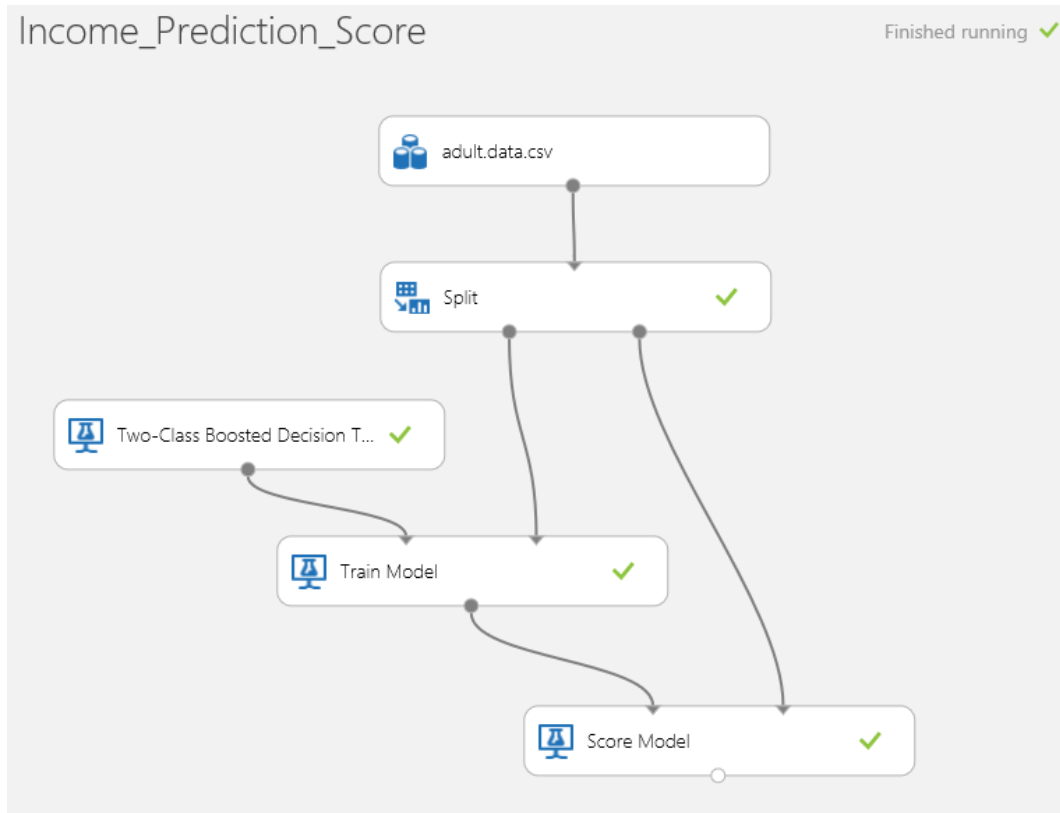 Income_Prediction_Score
Finished running
adult.data.csv
Split
Two-Class Boosted Decision T...
Train Model
Score Model